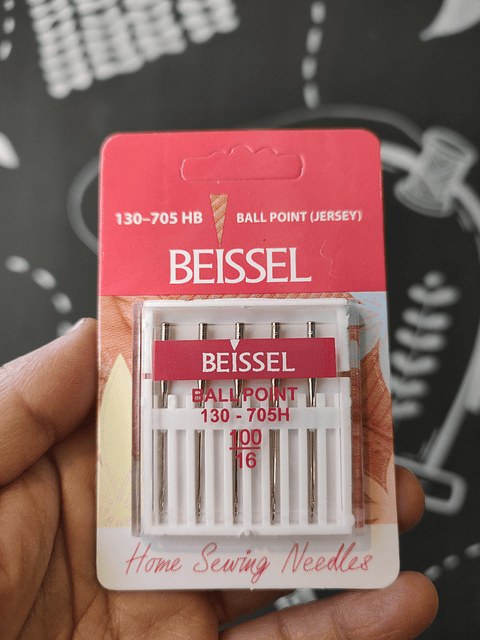 130–705 HB BALL POINT (JERSEY)
BEISSEL
BEISSEL
BALL POINT
130 - 705H
100
16
Home Sewing Needles